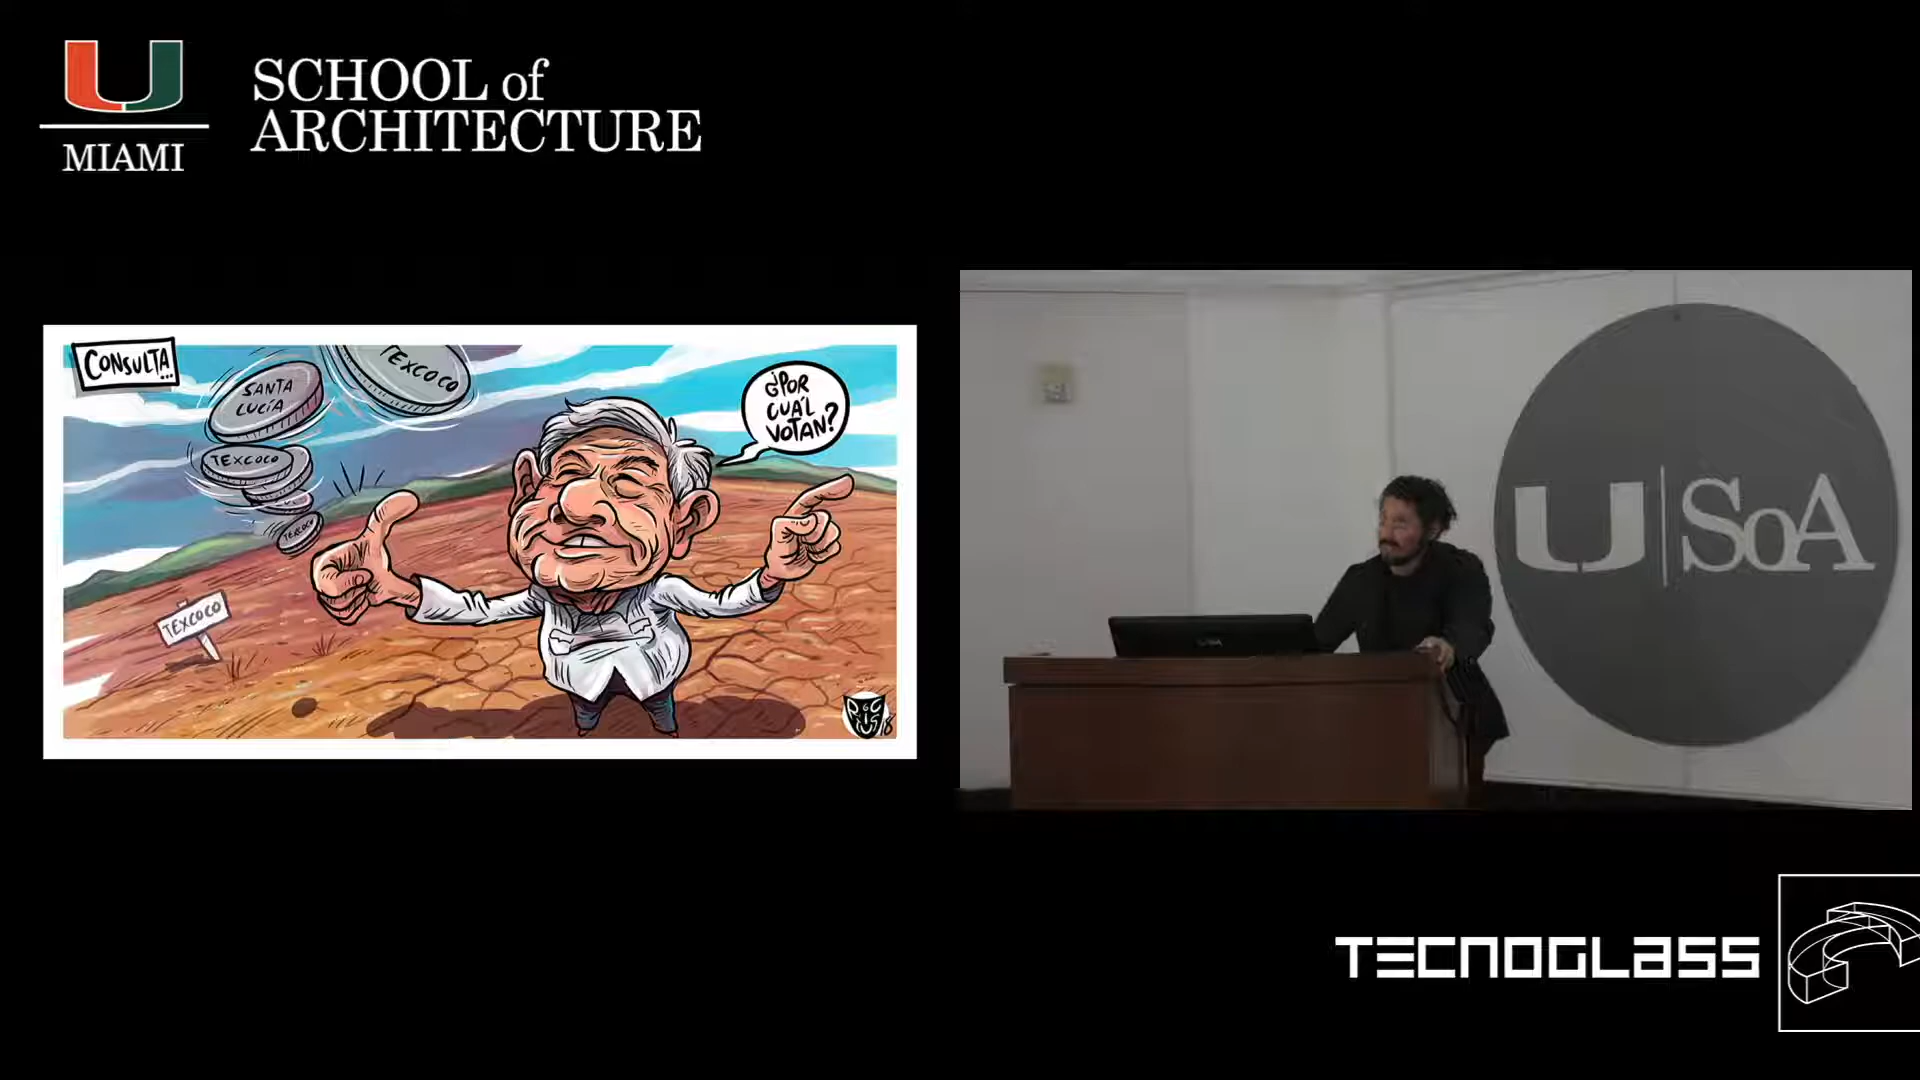 U
MIAMI
SCHOOL of
ARCHITECTURE
CONSULTA...
SANTA
LUCÍA
TEXCOCO
TEXCOCO
TEXCOCO
TEXCOCO
¿POR
CUÁL
VOTAN?
U SoA
TECNOGLASS